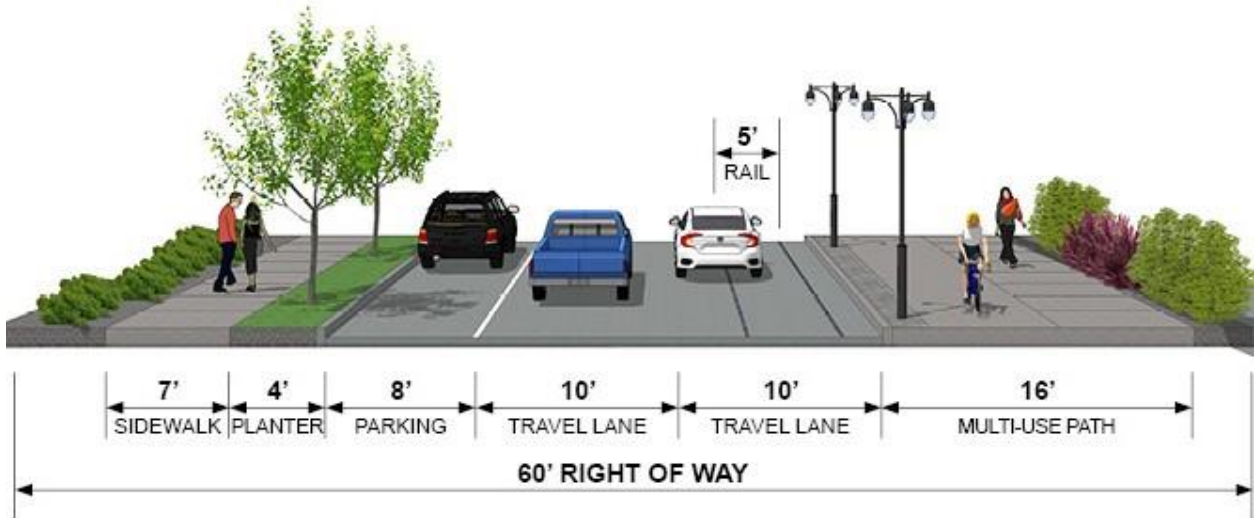 5’
RAIL
7’ 4’ 8’ 10’ 10’ 16’
SIDEWALK PLANTER PARKING TRAVEL LANE TRAVEL LANE MULTI-USE PATH
60’ RIGHT OF WAY